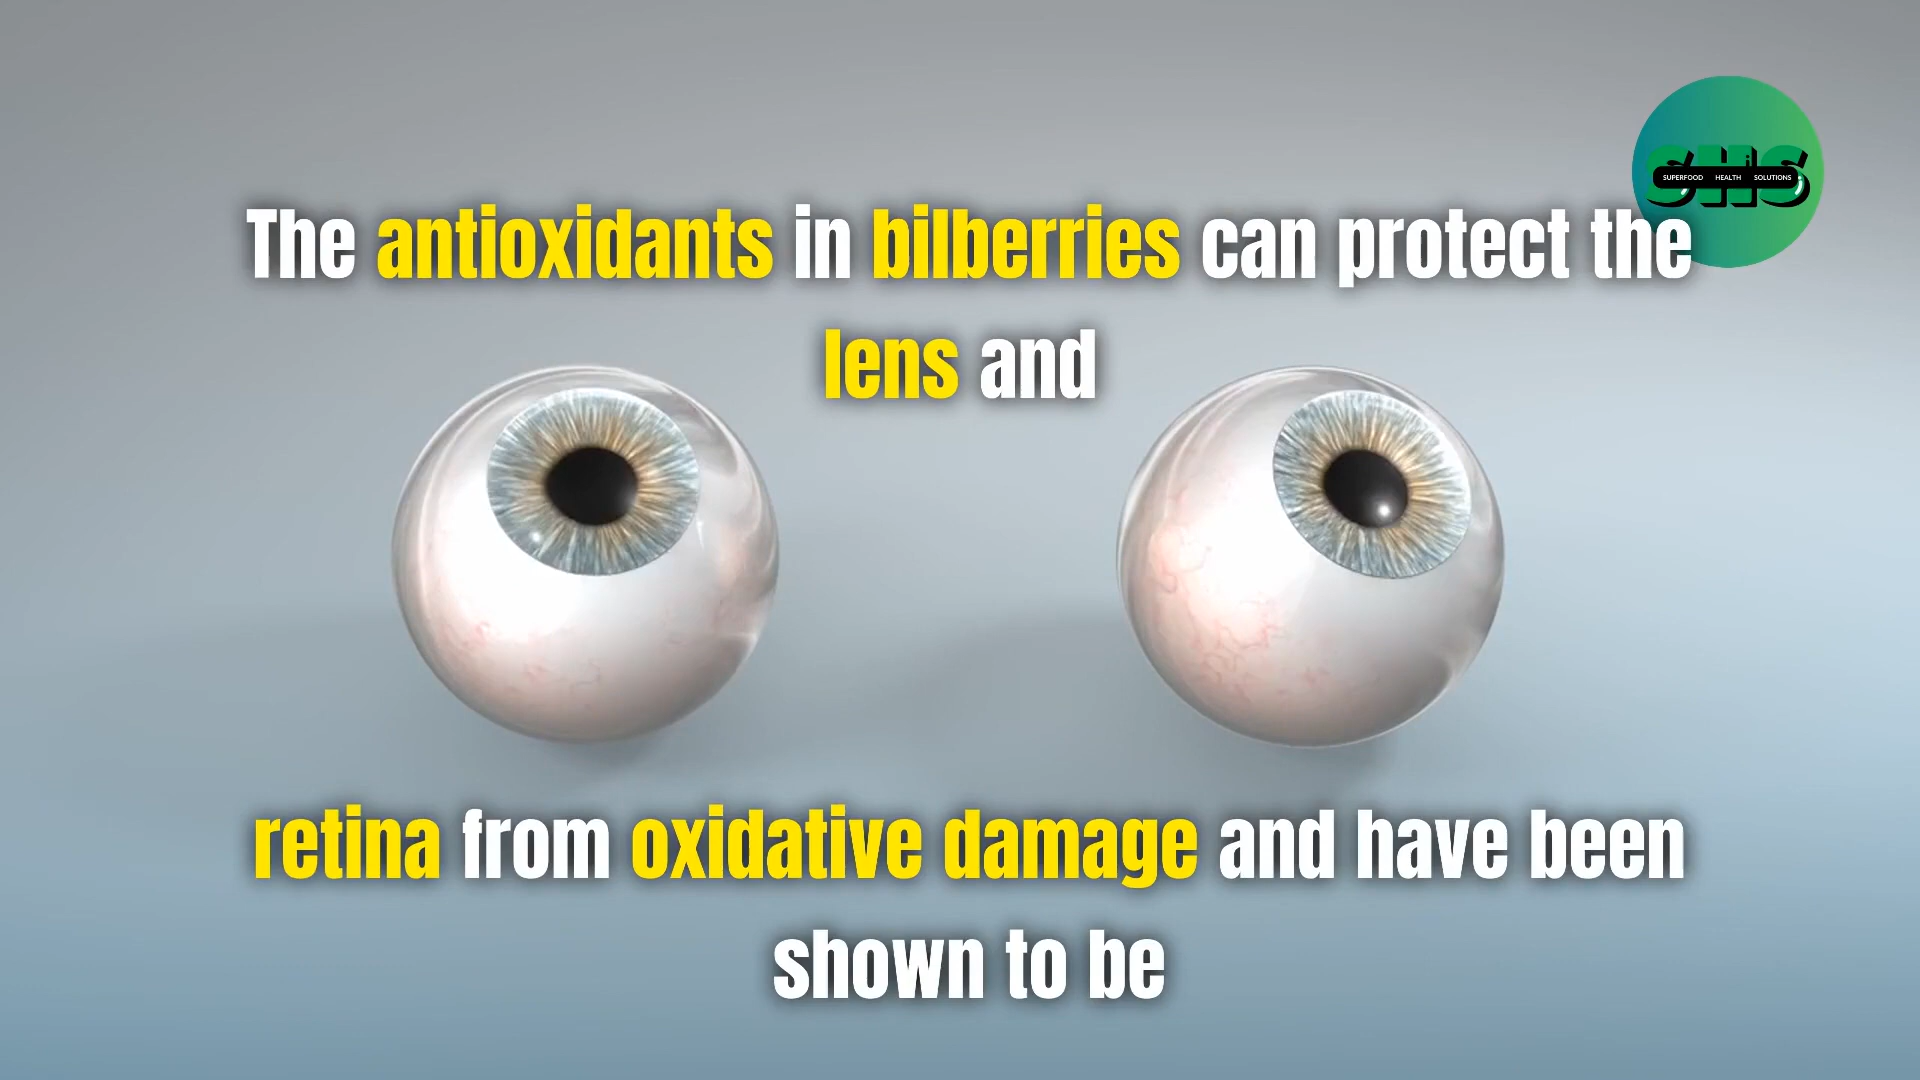 SHS
SUPERFOOD HEALTH SOLUTIONS
The antioxidants in bilberries can protect the
lens and
retina from oxidative damage and have been
shown to be